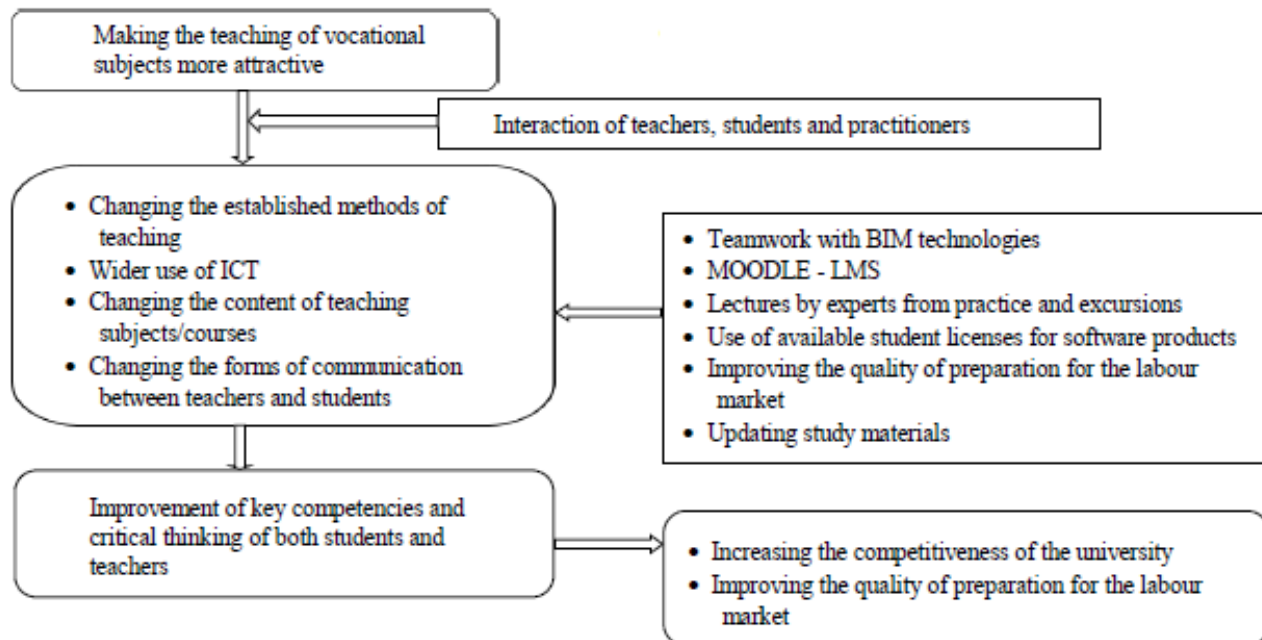 Making the teaching of vocational
subjects more attractive
Interaction of teachers, students and practitioners
• Changing the established methods of
teaching
• Wider use of ICT
• Changing the content of teaching
subjects/courses
• Changing the forms of communication
between teachers and students
• Teamwork with BIM technologies
• MOODLE - LMS
• Lectures by experts from practice and excursions
• Use of available student licenses for software products
• Improving the quality of preparation for the labour
market
• Updating study materials
Improvement of key competencies and
critical thinking of both students and
teachers
• Increasing the competitiveness of the university
• Improving the quality of preparation for the labour
market